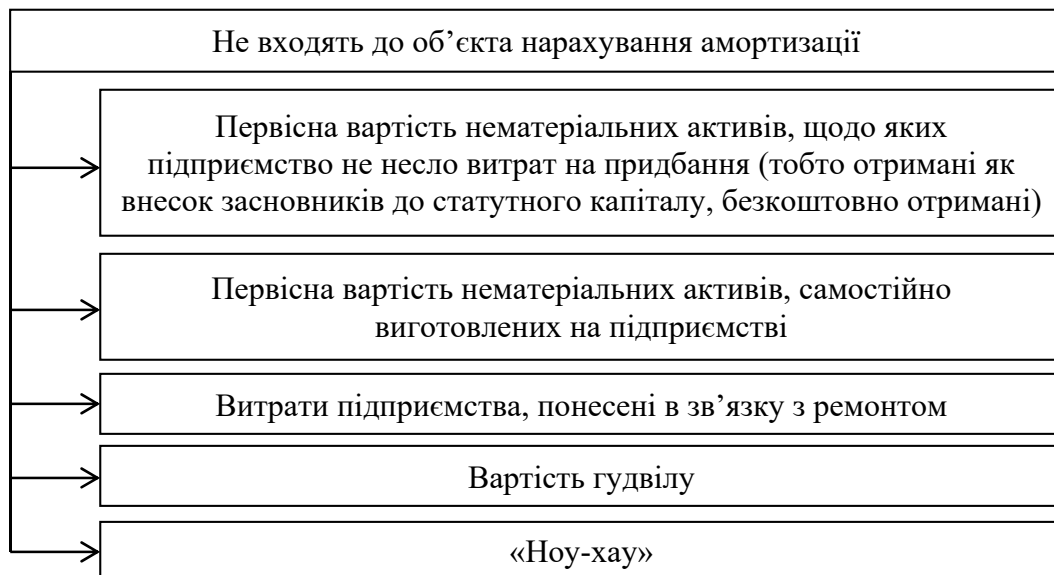 Не входять до об’єкта нарахування амортизації
Первісна вартість нематеріальних активів, щодо яких
підприємство не несло витрат на придбання (тобто отримані як
внесок засновників до статутного капіталу, безкоштовно отримані)
Первісна вартість нематеріальних активів, самостійно
виготовлених на підприємстві
Витрати підприємства, понесені в зв’язку з ремонтом
Вартість гудвілу
«Ноу-хау»